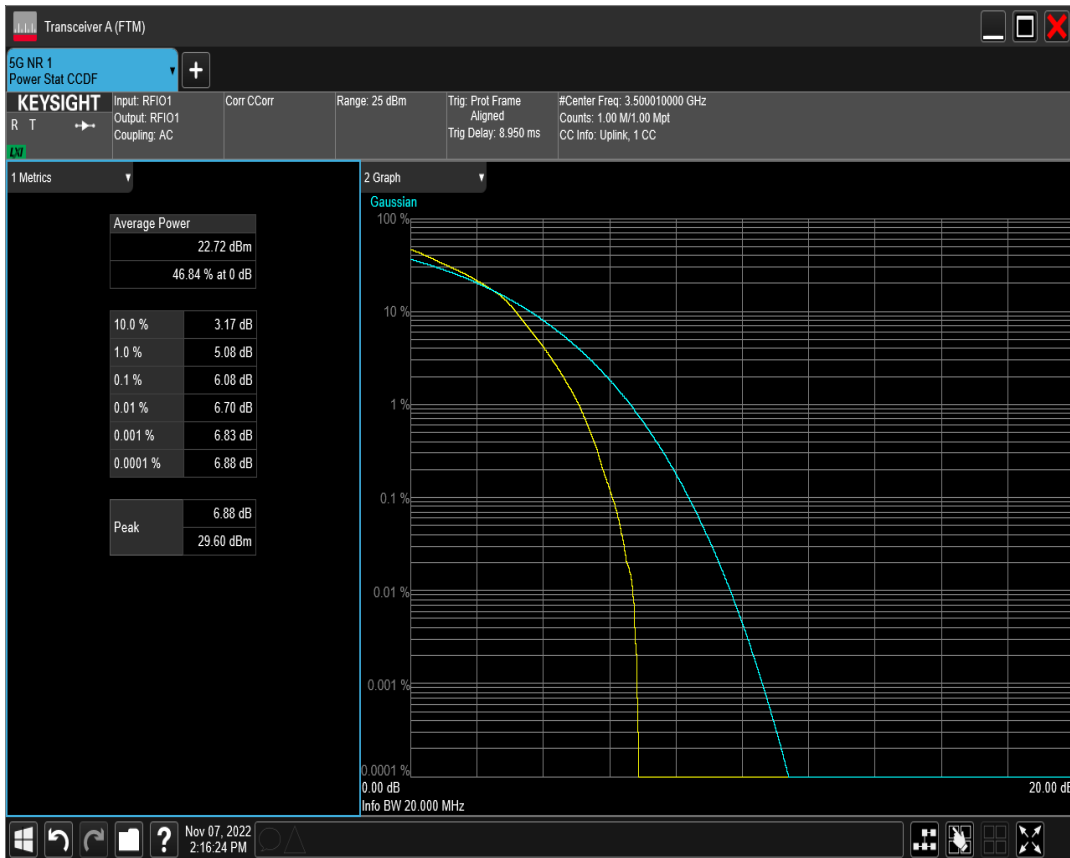 Transceiver A (FTM)
5G NR 1
Power Stat CCDF
+
KEYSIGHT
R T
LXI
Input: RFIO1
Output: RFIO1
Coupling: AC
Corr CCorr
Range: 25 dBm
Trig: Prot Frame
Aligned
Trig Delay: 8.950 ms
#Center Freq: 3.500010000 GHz
Counts: 1.00 M/1.00 Mpt
CC Info: Uplink, 1 CC
1 Metrics
Average Power
22.72 dBm
46.84 % at 0 dB
10.0 % 3.17 dB
1.0 % 5.08 dB
0.1 % 6.08 dB
0.01 % 6.70 dB
0.001 % 6.83 dB
0.0001 % 6.88 dB
Peak
6.88 dB
29.60 dBm
2 Graph
Gaussian
100 %
10 %
1 %
0.1 %
0.01 %
0.001 %
0.0001 %
0.00 dB 20.00 dB
Info BW 20.000 MHz
? Nov 07, 2022
2:16:24 PM